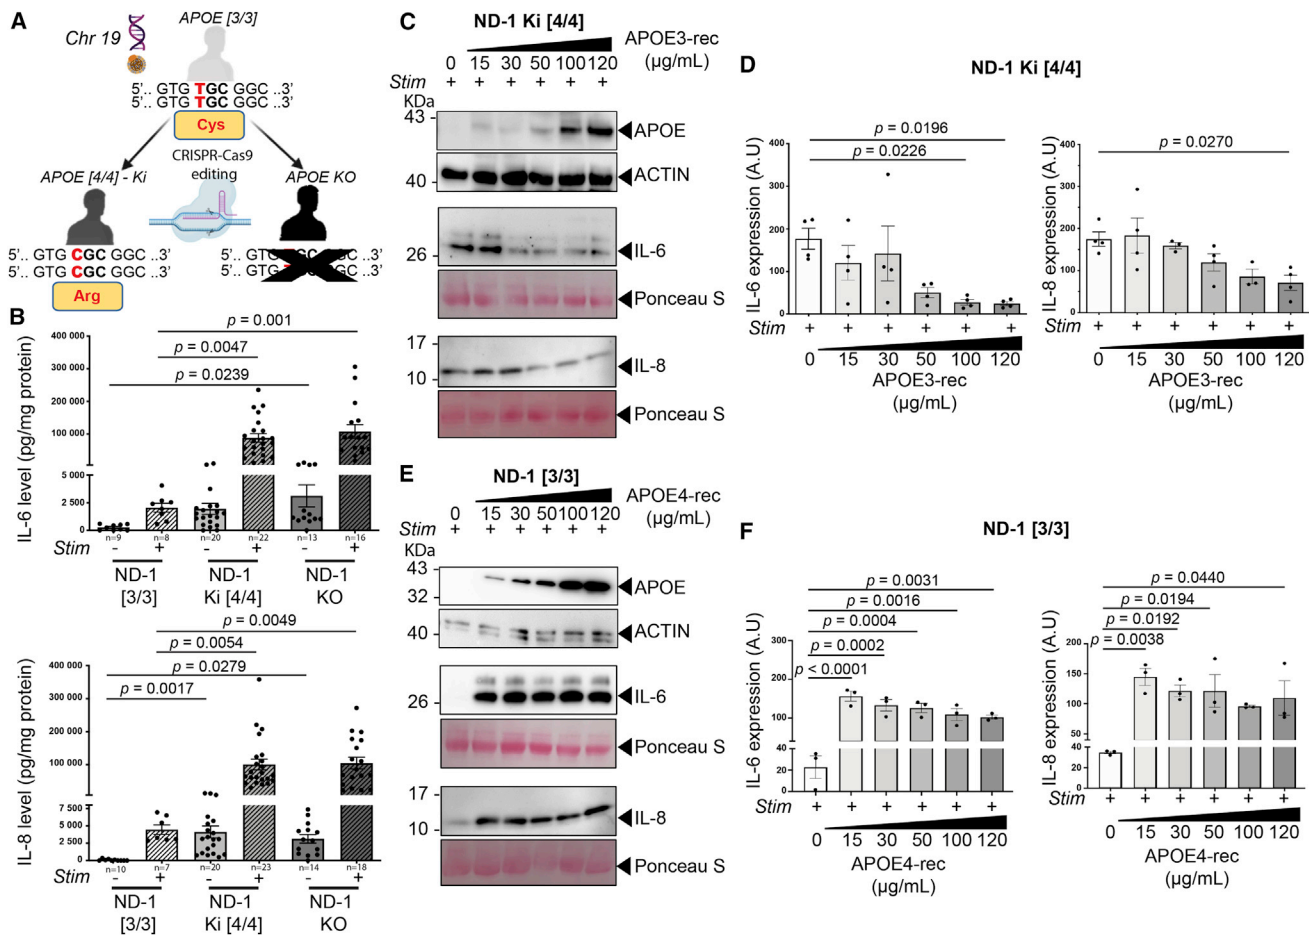 A
APOE [3/3]
Chr 19
5'.. GTG TGC GGC ..3'
5'.. GTG TGC GGC ..3'
Cys
CRISPR-Cas9
editing
APOE [4/4] - Ki
APOE KO
5'.. GTG CGC GGC ..3'
5'.. GTG CGC GGC ..3'
Arg
B
IL-6 level (pg/mg protein)
400 000
300 000
200 000
100 000
5 000
2 500
0
p = 0.001
p = 0.0047
p = 0.0239
n=9
n=8
n=20
n=22
n=13
n=16
Stim - + - + - +
ND-1
[3/3]
ND-1
Ki [4/4]
ND-1
KO
IL-8 level (pg/mg protein)
400 000
300 000
200 000
100 000
7 500
5 000
2 500
0
p = 0.0049
p = 0.0054
p = 0.0279
p = 0.0017
n=10
n=7
n=20
n=23
n=14
n=18
Stim - + - + - +
ND-1
[3/3]
ND-1
Ki [4/4]
ND-1
KO
C
ND-1 Ki [4/4]
APOE3-rec
(µg/mL)
0 15 30 50 100 120
Stim + + + + + +
KDa
43
APOE
40
ACTIN
26
IL-6
Ponceau S
17
10
IL-8
Ponceau S
D
ND-1 Ki [4/4]
IL-6 expression (A.U)
400
300
200
100
0
p = 0.0196
p = 0.0226
Stim + + + + + +
0 15 30 50 100 120
APOE3-rec
(µg/mL)
IL-8 expression (A.U)
400
300
200
100
0
p = 0.0270
Stim + + + + + +
0 15 30 50 100 120
APOE3-rec
(µg/mL)
E
ND-1 [3/3]
APOE4-rec
(µg/mL)
0 15 30 50 100 120
Stim + + + + + +
KDa
43
32
APOE
40
ACTIN
26
IL-6
Ponceau S
17
10
IL-8
Ponceau S
F
ND-1 [3/3]
IL-6 expression (A.U)
300
200
100
40
20
0
p = 0.0031
p = 0.0016
p = 0.0004
p = 0.0002
p < 0.0001
Stim + + + + + +
0 15 30 50 100 120
APOE4-rec
(µg/mL)
IL-8 expression (A.U)
200
150
100
50
40
20
0
p = 0.0440
p = 0.0194
p = 0.0192
p = 0.0038
+ + + + + +
0 15 30 50 100 120
APOE4-rec
(µg/mL)